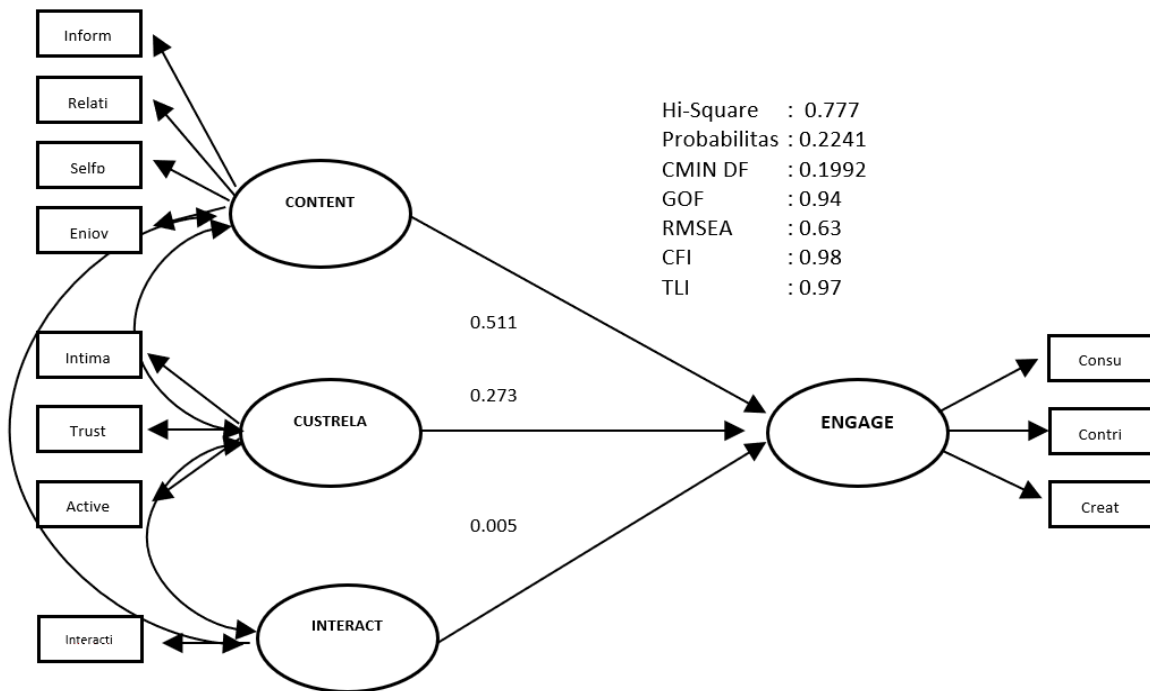 Inform
Relati
Selfp
Eniov
Intima
Trust
Active
Interacti
CONTENT
CUSTRELA
INTERACT
0.511
0.273
0.005
Hi-Square : 0.777
Probabilitas : 0.2241
CMIN DF : 0.1992
GOF : 0.94
RMSEA : 0.63
CFI : 0.98
TLI : 0.97
ENGAGE
Consu
Contri
Creat